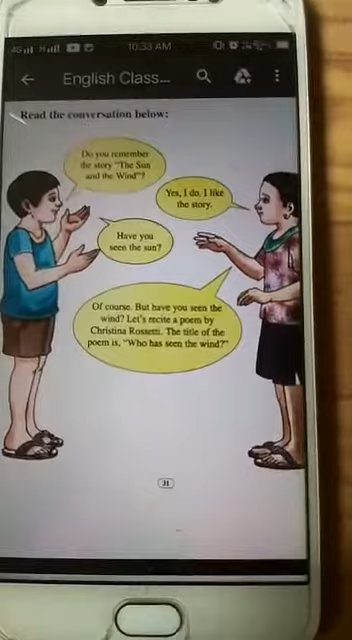 10:33 AM
English Class...
Read the conversation below:
Do you remember
the story "The Sun
and the Wind"?
Yes, I do. I like
the story.
Have you
seen the sun?
Of course. But have you seen the
wind? Let's recite a poem by
Christina Rossetti. The title of the
poem is, "Who has seen the wind?"
31